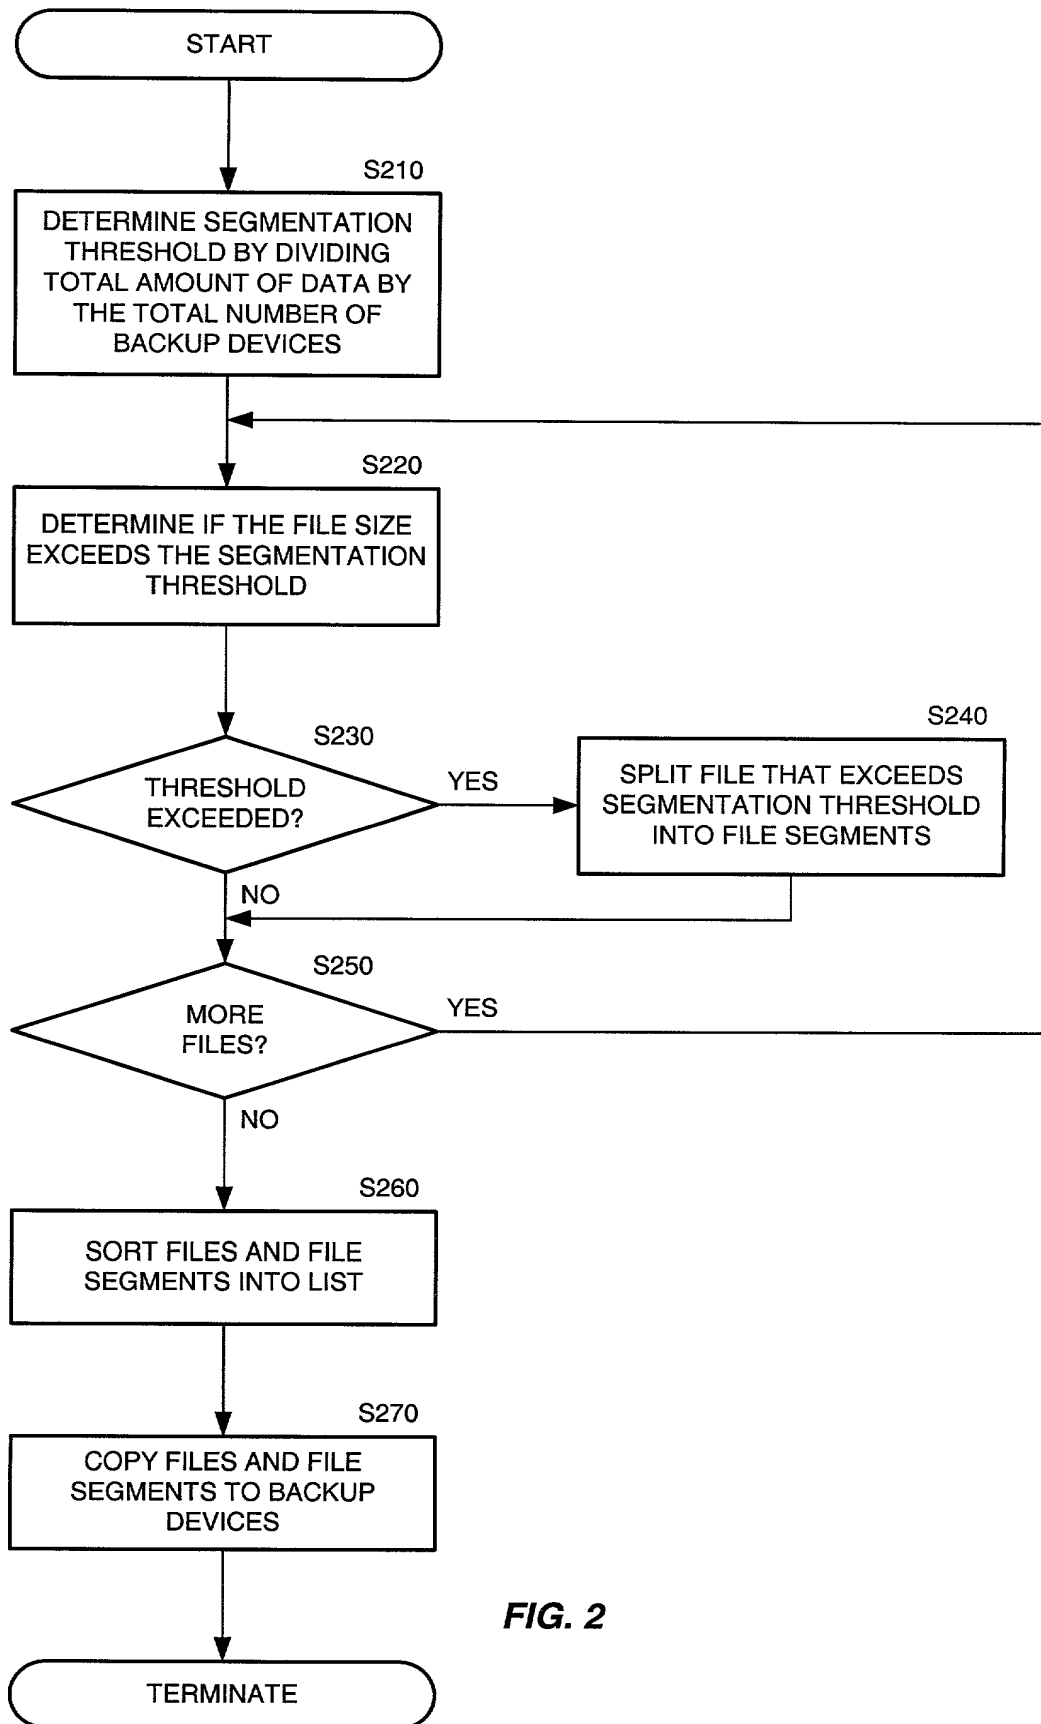 START
S210
DETERMINE SEGMENTATION
THRESHOLD BY DIVIDING
TOTAL AMOUNT OF DATA BY
THE TOTAL NUMBER OF
BACKUP DEVICES
S220
DETERMINE IF THE FILE SIZE
EXCEEDS THE SEGMENTATION
THRESHOLD
S230
THRESHOLD
EXCEEDED?
YES
S240
SPLIT FILE THAT EXCEEDS
SEGMENTATION THRESHOLD
INTO FILE SEGMENTS
NO
S250
MORE
FILES?
YES
NO
S260
SORT FILES AND FILE
SEGMENTS INTO LIST
S270
COPY FILES AND FILE
SEGMENTS TO BACKUP
DEVICES
FIG. 2
TERMINATE